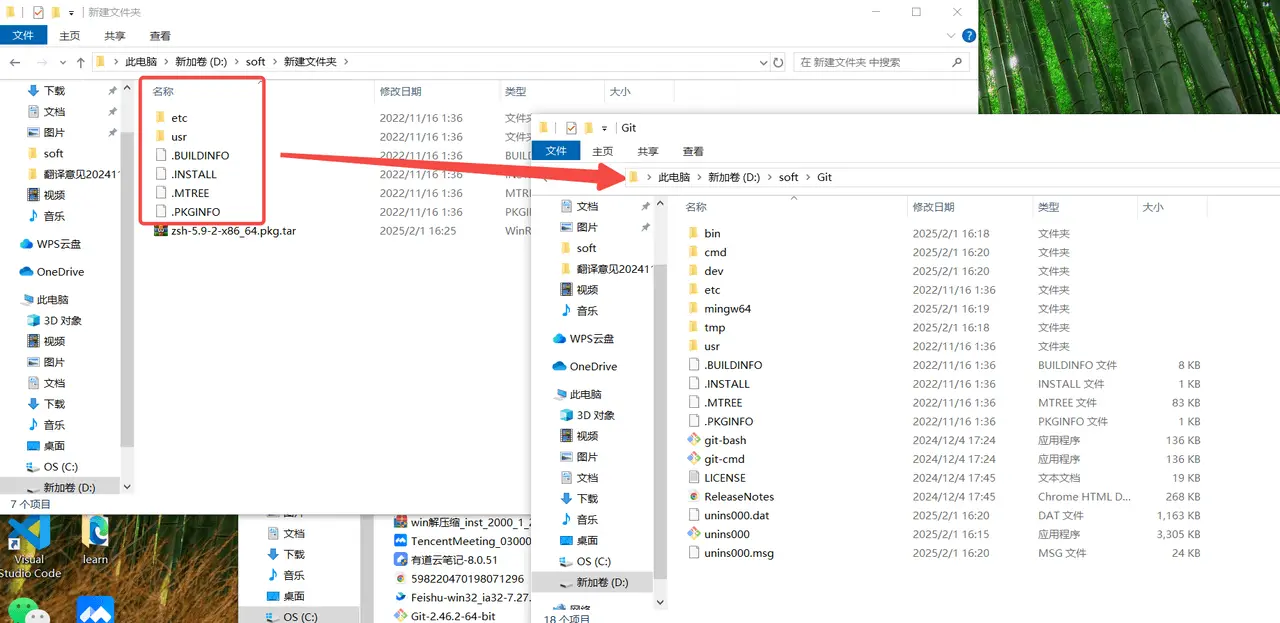 新建文件夹
文件 主页 共享 查看
此电脑 新加卷 (D:) soft 新建文件夹
在 新建文件夹 中搜索
下载
文档
图片
soft
翻译意见202411
视频
音乐
WPS云盘
OneDrive
此电脑
3D 对象
视频
图片
文档
下载
音乐
桌面
OS (C:)
新加卷 (D:)
7 个项目
名称 修改日期 类型 大小
etc 2022/11/16 1:36 文件夹
usr 2022/11/16 1:36 文件夹
.BUILDINFO 2022/11/16 1:36 BUILD
.INSTALL 2022/11/16 1:36 INST
.MTREE 2022/11/16 1:36 MTR
.PKGINFO 2022/11/16 1:36 PKGI
zsh-5.9-2-x86_64.pkg.tar 2025/2/1 16:25 WinR
Git
文件 主页 共享 查看
此电脑 新加卷 (D:) soft Git
文档
图片
soft
翻译意见202411
视频
音乐
WPS云盘
OneDrive
此电脑
3D 对象
视频
图片
文档
下载
音乐
桌面
OS (C:)
新加卷 (D:)
网络
18 个项目
名称 修改日期 类型 大小
bin 2025/2/1 16:18 文件夹
cmd 2025/2/1 16:20 文件夹
dev 2025/2/1 16:20 文件夹
etc 2022/11/16 1:36 文件夹
mingw64 2025/2/1 16:19 文件夹
tmp 2025/2/1 16:18 文件夹
usr 2022/11/16 1:36 文件夹
.BUILDINFO 2022/11/16 1:36 BUILDINFO 文件 8 KB
.INSTALL 2022/11/16 1:36 INSTALL 文件 1 KB
.MTREE 2022/11/16 1:36 MTREE 文件 83 KB
.PKGINFO 2022/11/16 1:36 PKGINFO 文件 1 KB
git-bash 2024/12/4 17:24 应用程序 136 KB
git-cmd 2024/12/4 17:24 应用程序 136 KB
LICENSE 2024/12/4 17:45 文本文档 19 KB
ReleaseNotes 2024/12/4 17:45 Chrome HTML D... 268 KB
unins000.dat 2025/2/1 16:20 DAT 文件 1,163 KB
unins000 2025/2/1 16:15 应用程序 3,305 KB
unins000.msg 2025/2/1 16:20 MSG 文件 24 KB
Visual
Studio Code
learn
图片
文档
下载
音乐
桌面
OS (C:)
win解压缩_inst_2000_1_2
TencentMeeting_03000
有道云笔记-8.0.51
598220470198071296
Feishu-win32_ia32-7.27.
Git-2.46.2-64-bit